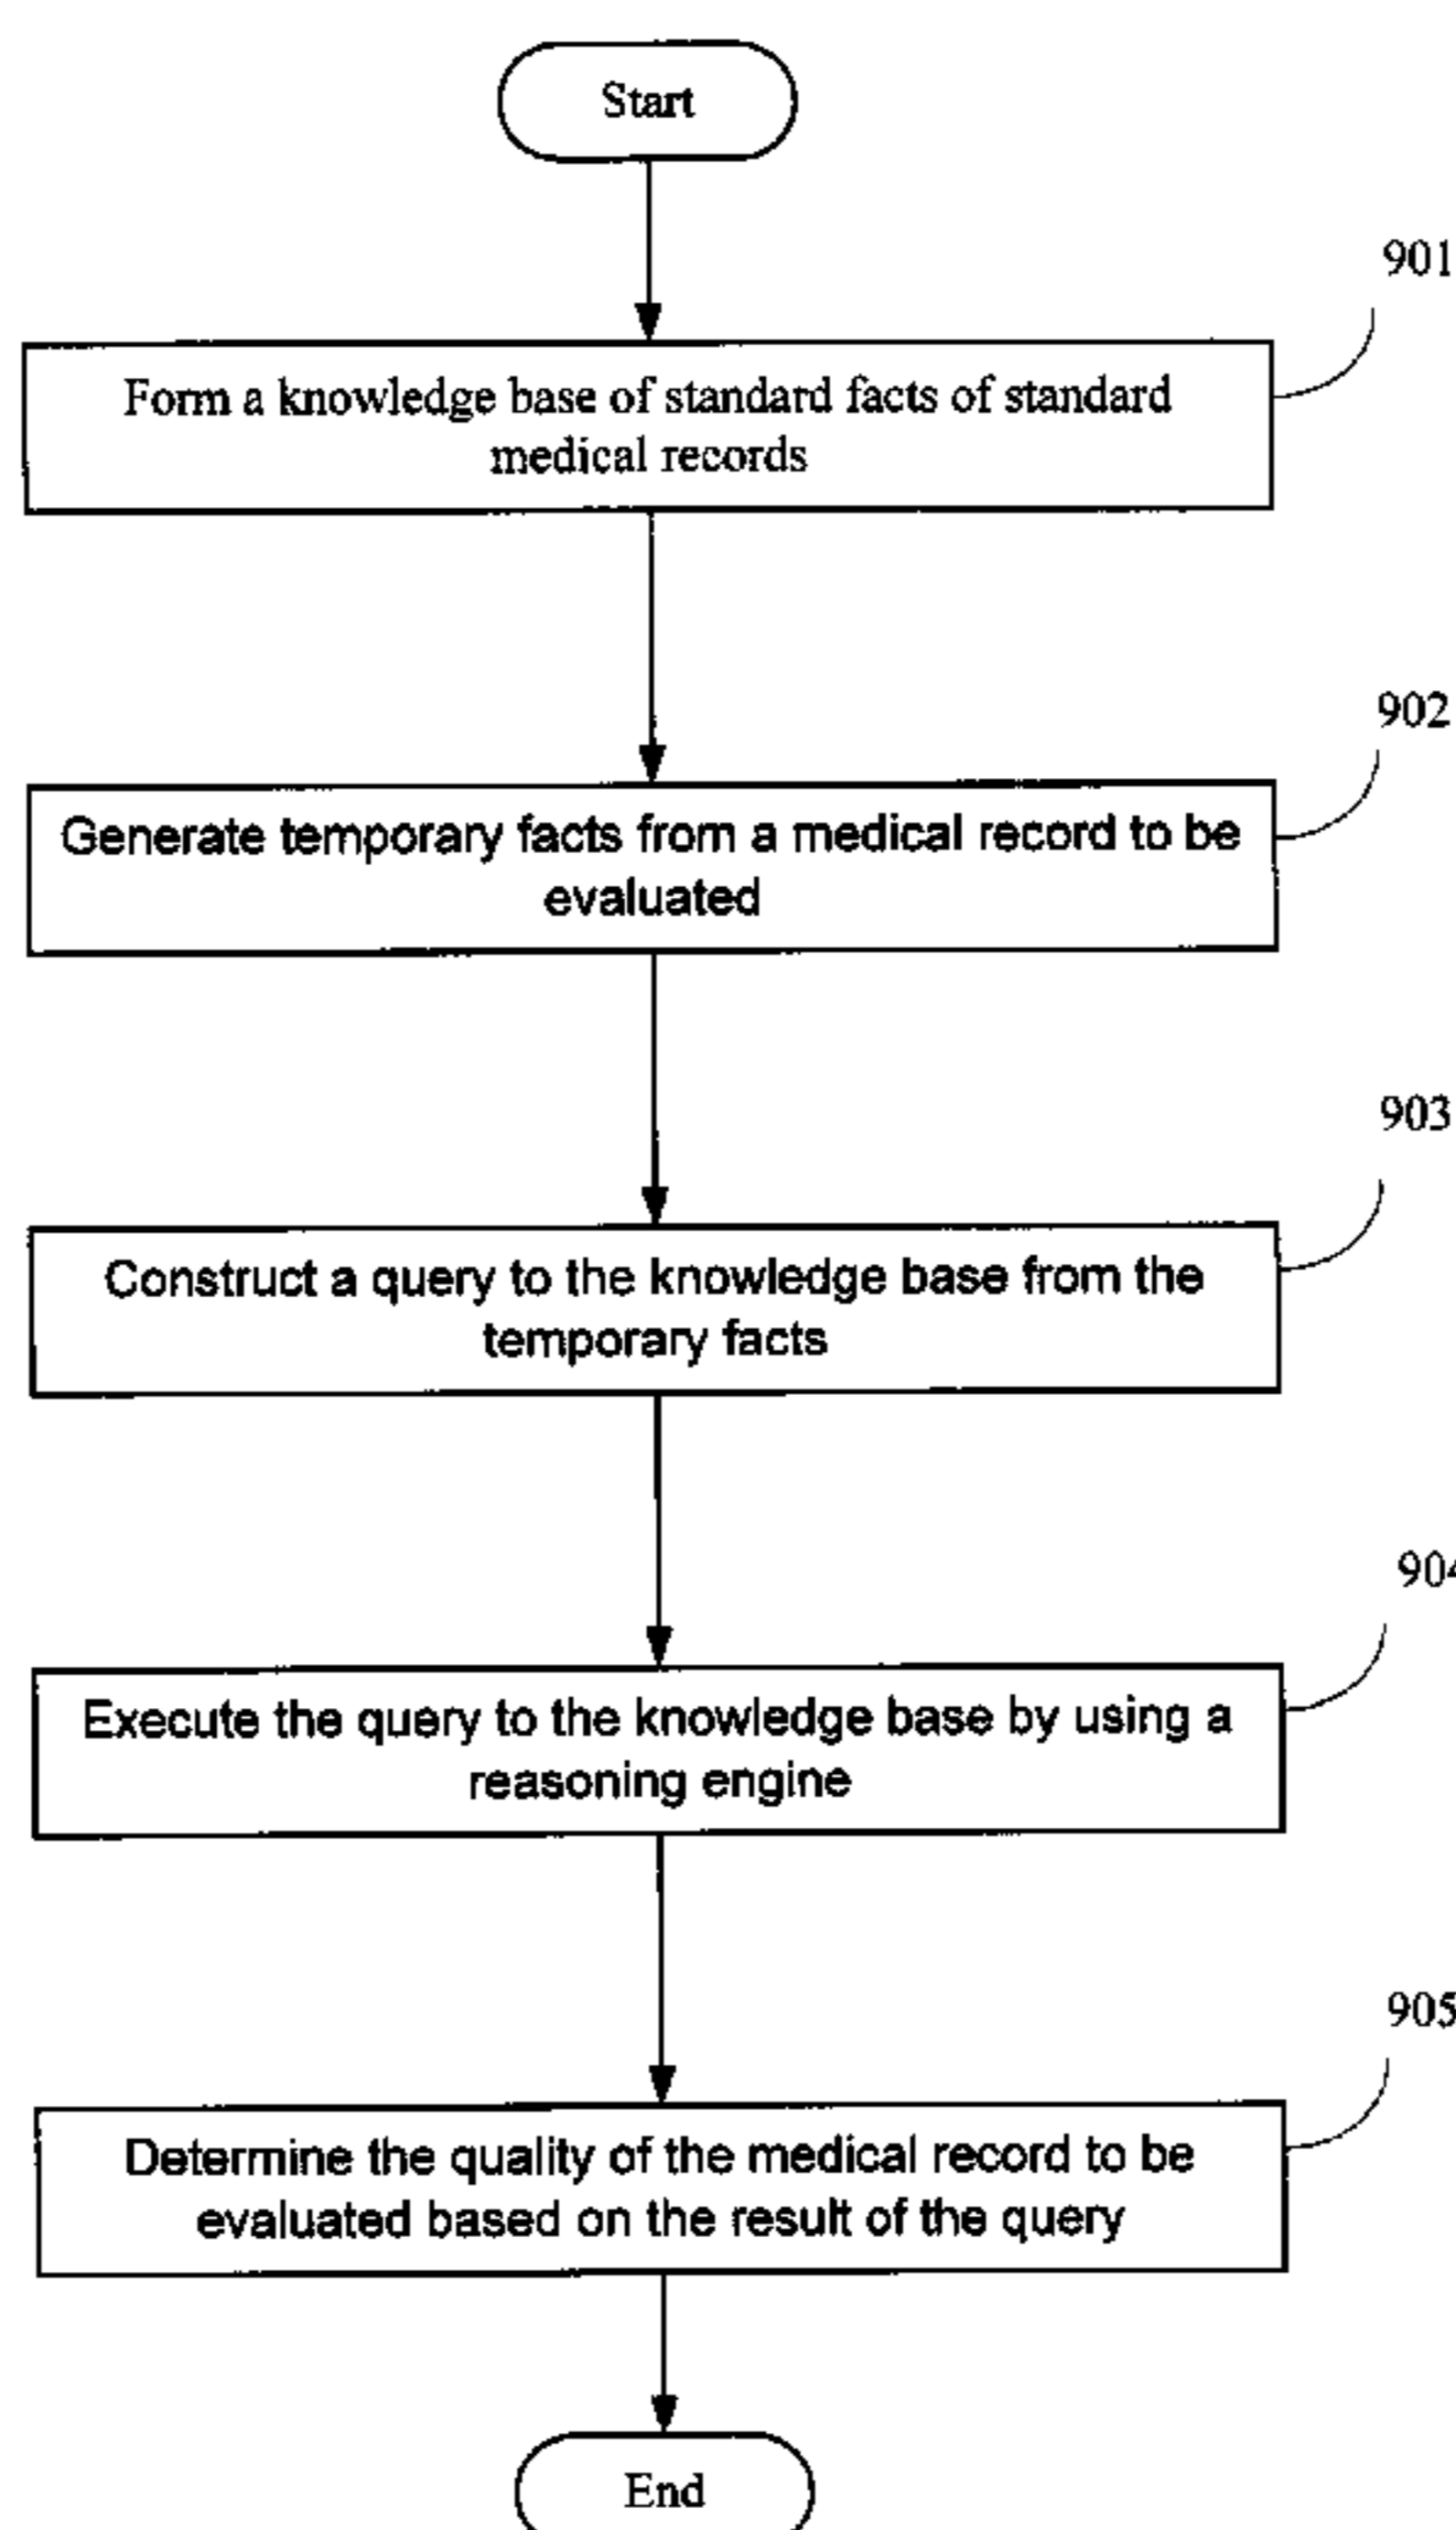 Start
901
Form a knowledge base of standard facts of standard
medical records
902
Generate temporary facts from a medical record to be
evaluated
903
Construct a query to the knowledge base from the
temporary facts
904
Execute the query to the knowledge base by using a
reasoning engine
905
Determine the quality of the medical record to be
evaluated based on the result of the query
End